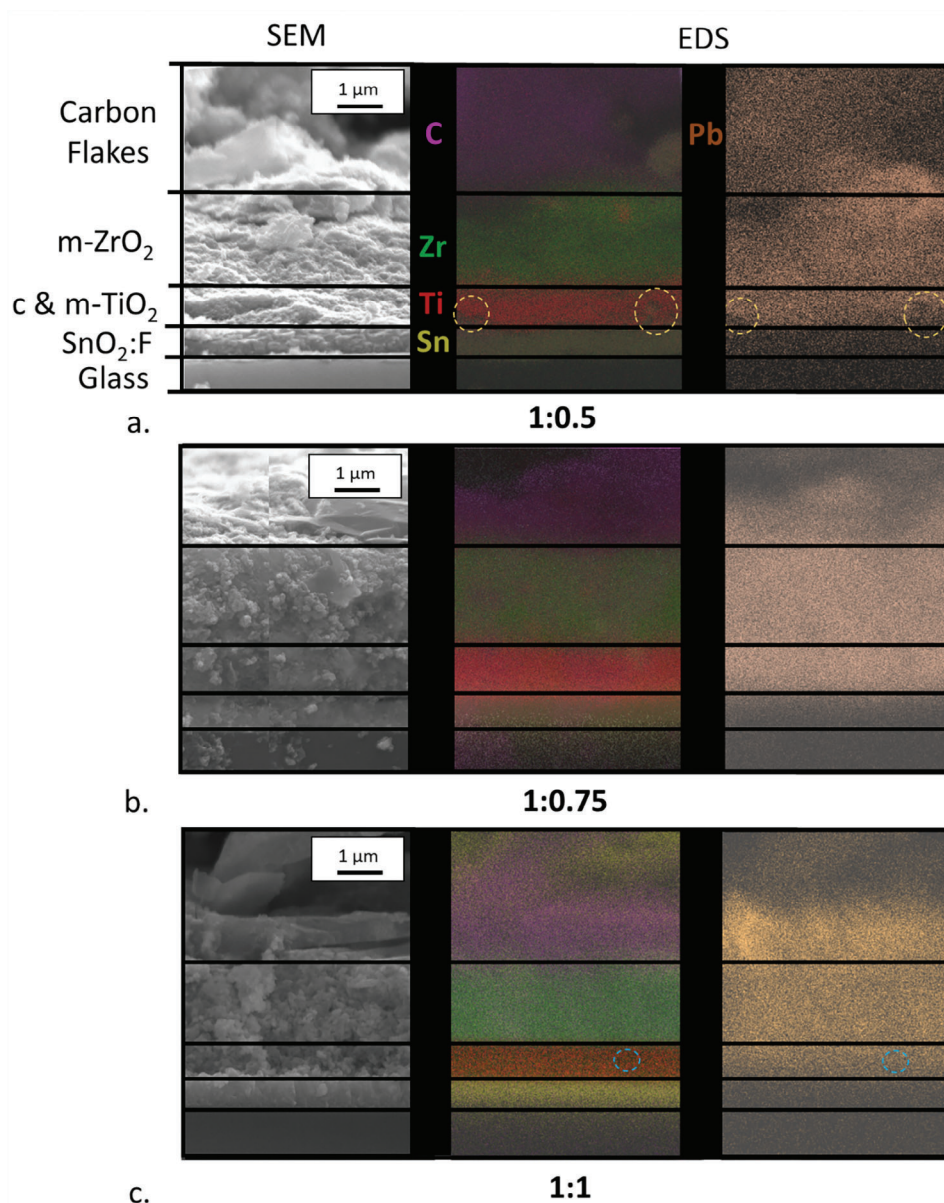 SEM
EDS
1 µm
Carbon
Flakes
C
Pb
m-ZrO₂
Zr
c & m-TiO₂
Ti
SnO₂:F
Sn
Glass
a.
1:0.5
1 µm
b.
1:0.75
1 µm
c.
1:1